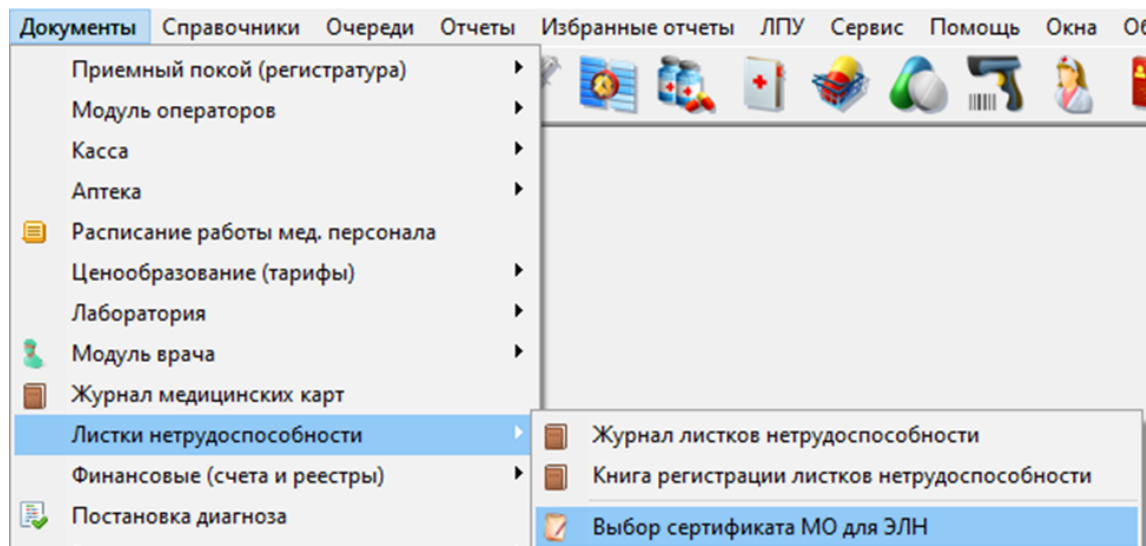 Документы Справочники Очереди Отчеты Избранные отчеты ЛПУ Сервис Помощь Окна
Приемный покой (регистратура)
Модуль операторов
Касса
Аптека
Расписание работы мед. персонала
Ценообразование (тарифы)
Лаборатория
Модуль врача
Журнал медицинских карт
Листки нетрудоспособности
Финансовые (счета и реестры)
Постановка диагноза
Журнал листков нетрудоспособности
Книга регистрации листков нетрудоспособности
Выбор сертификата МО для ЭЛН